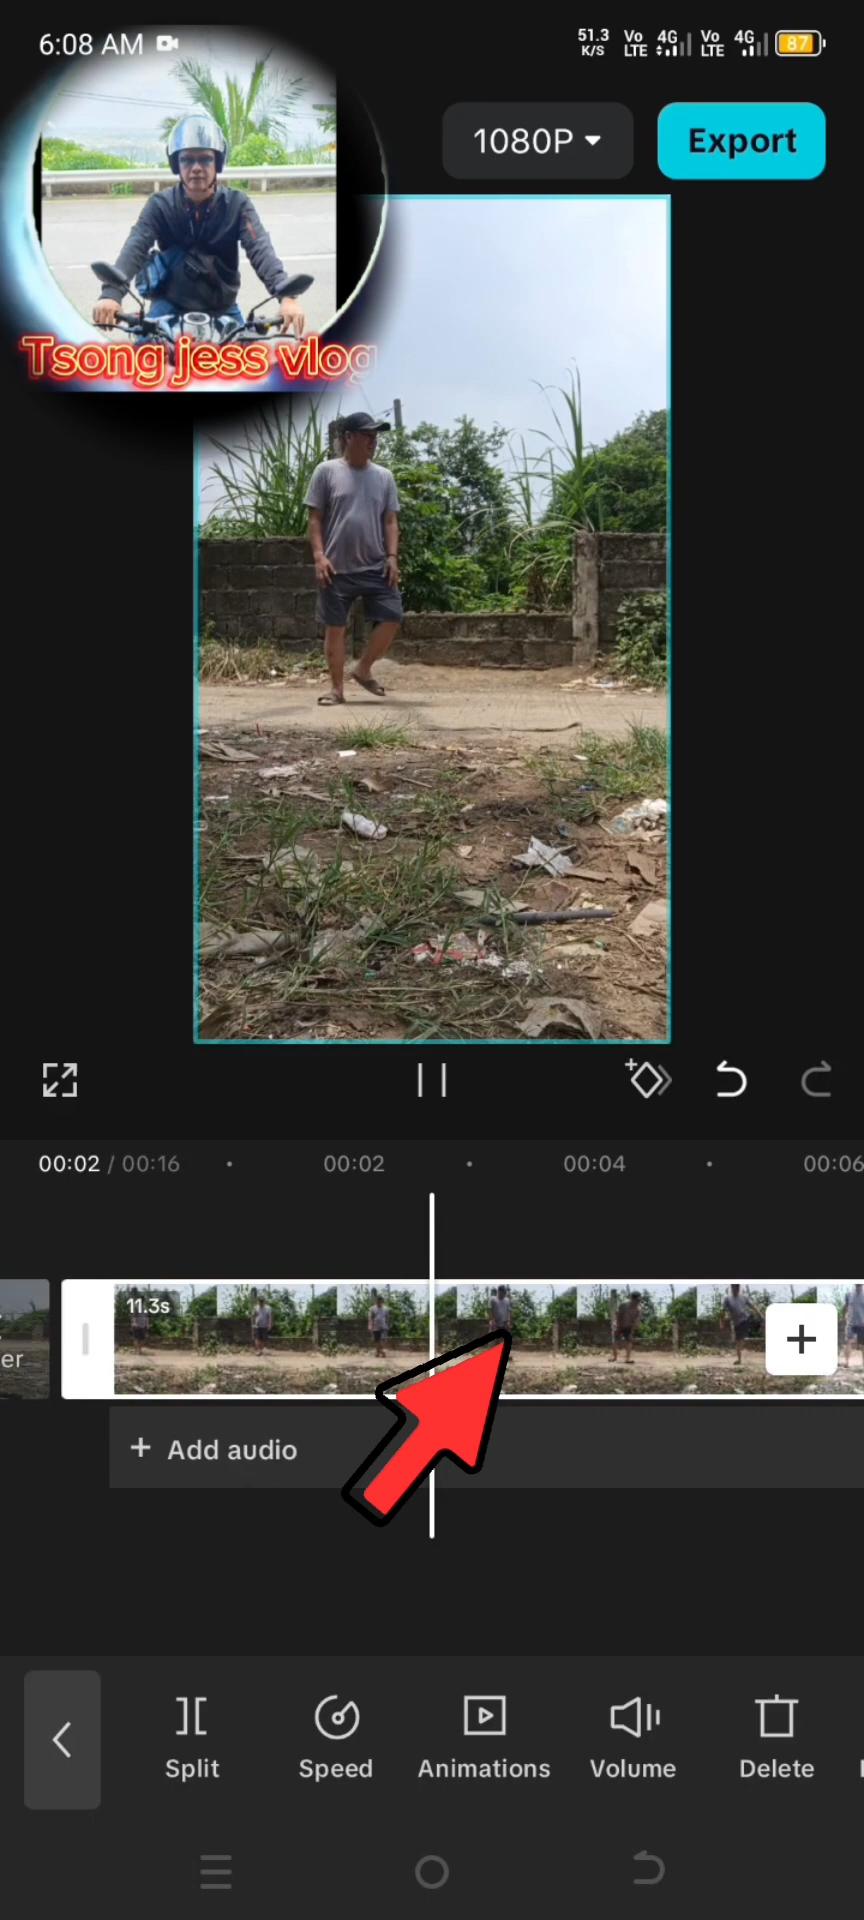 6:08 AM
51.3 K/S Vo LTE 4G Vo LTE 4G 87
1080P
Export
Tsong jess vlog
00:02 / 00:16 00:02 00:04 00:06
11.3s
er
+ Add audio
Split Speed Animations Volume Delete